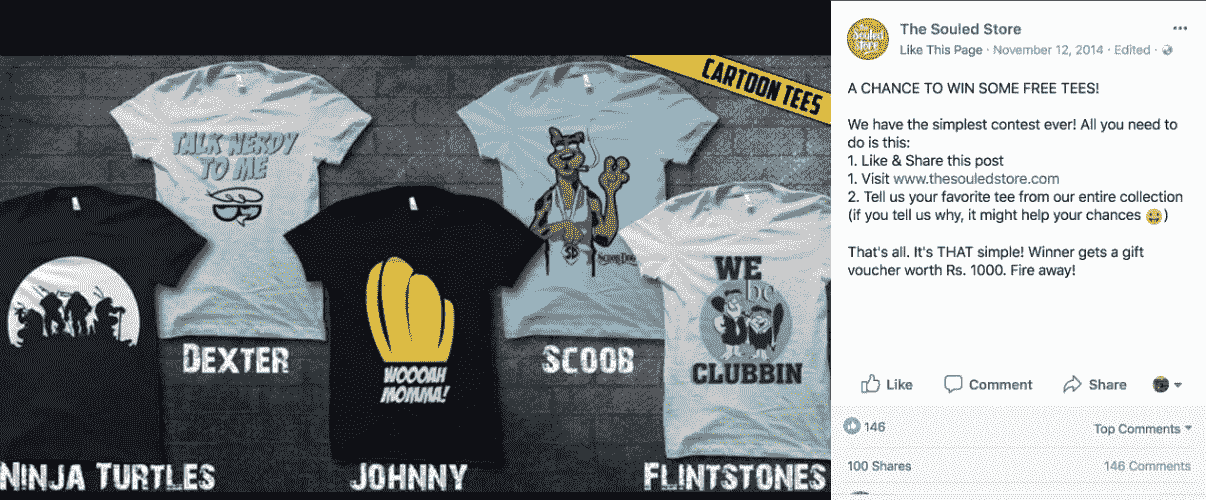 CARTOON TEES
TALK NERDY
TO ME
DEXTER
SCOOB
WOOOAH
MOMMA!
WE
be
CLUBBIN
NINJA TURTLES
JOHNNY
FLINTSTONES
The Souled Store
Like This Page · November 12, 2014 · Edited ·
A CHANCE TO WIN SOME FREE TEES!
We have the simplest contest ever! All you need to
do is this:
1. Like & Share this post
1. Visit www.thesouledstore.com
2. Tell us your favorite tee from our entire collection
(if you tell us why, it might help your chances 😀)
That's all. It's THAT simple! Winner gets a gift
voucher worth Rs. 1000. Fire away!
Like Comment Share
146 Top Comments
100 Shares 146 Comments